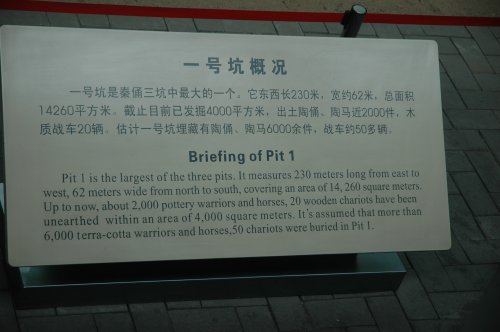 一号坑概况
一号坑是秦俑三坑中最大的一个。它东西长230米，宽约62米，总面积
14260平方米。截止目前已发掘4000平方米，出土陶俑、陶马近2000件，木
质战车20辆。估计一号坑埋藏有陶俑、陶马6000余件，战车约50多辆。
Briefing of Pit 1
Pit 1 is the largest of the three pits. It measures 230 meters long from east to
west, 62 meters wide from north to south, covering an area of 14, 260 square meters.
Up to now, about 2,000 pottery warriors and horses, 20 wooden chariots have been
unearthed within an area of 4,000 square meters. It's assumed that more than
6,000 terra-cotta warriors and horses,50 chariots were buried in Pit 1.